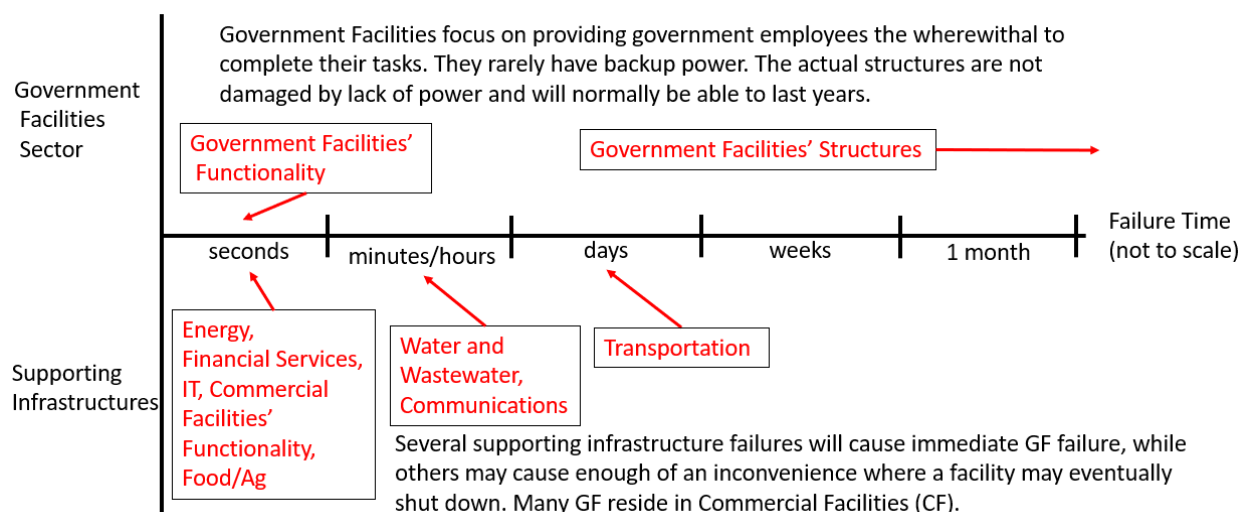 Government Facilities focus on providing government employees the wherewithal to
complete their tasks. They rarely have backup power. The actual structures are not
damaged by lack of power and will normally be able to last years.
Government
Facilities
Sector
Government Facilities’
Functionality
Government Facilities’ Structures
seconds
minutes/hours
days
weeks
1 month
Failure Time
(not to scale)
Supporting
Infrastructures
Energy,
Financial Services,
IT, Commercial
Facilities’
Functionality,
Food/Ag
Water and
Wastewater,
Communications
Transportation
Several supporting infrastructure failures will cause immediate GF failure, while
others may cause enough of an inconvenience where a facility may eventually
shut down. Many GF reside in Commercial Facilities (CF).